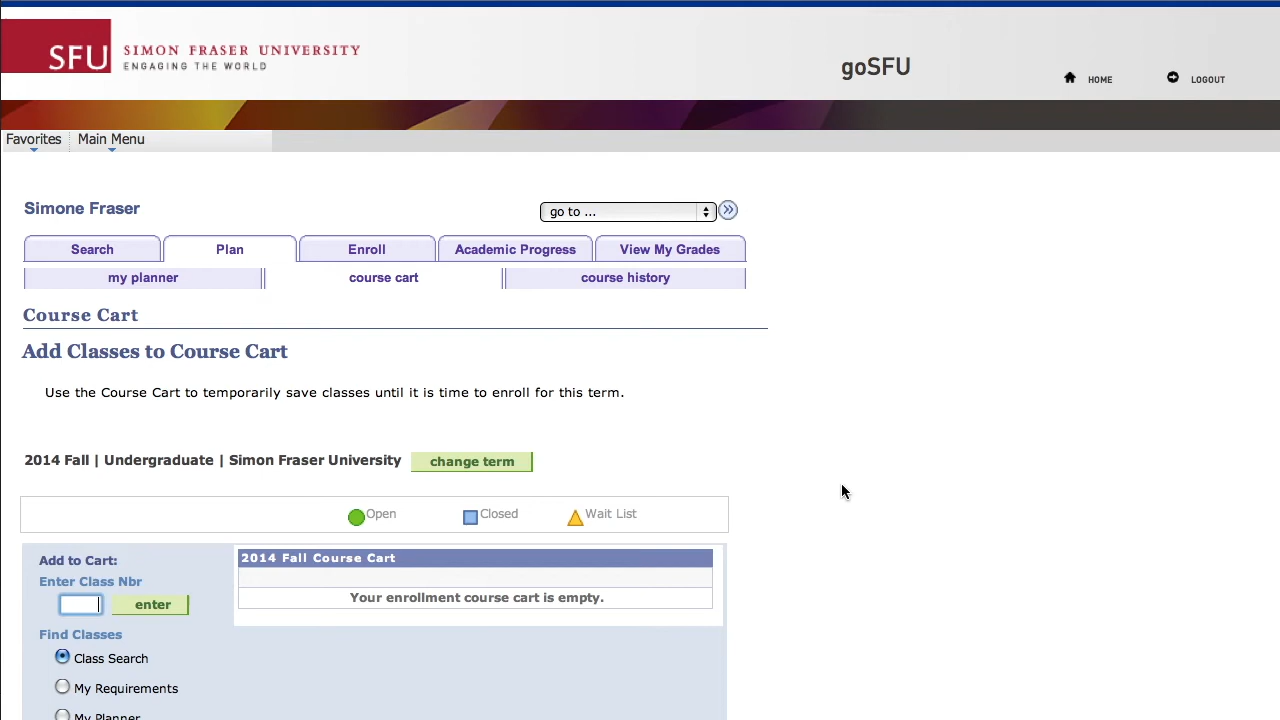 SFU SIMON FRASER UNIVERSITY
ENGAGING THE WORLD
goSFU
HOME LOGOUT
Favorites Main Menu
Simone Fraser
go to ...
Search Plan Enroll Academic Progress View My Grades
my planner course cart course history
Course Cart
Add Classes to Course Cart
Use the Course Cart to temporarily save classes until it is time to enroll for this term.
2014 Fall | Undergraduate | Simon Fraser University change term
Open Closed Wait List
Add to Cart:
Enter Class Nbr
enter
2014 Fall Course Cart
Your enrollment course cart is empty.
Find Classes
Class Search
My Requirements
My Planner